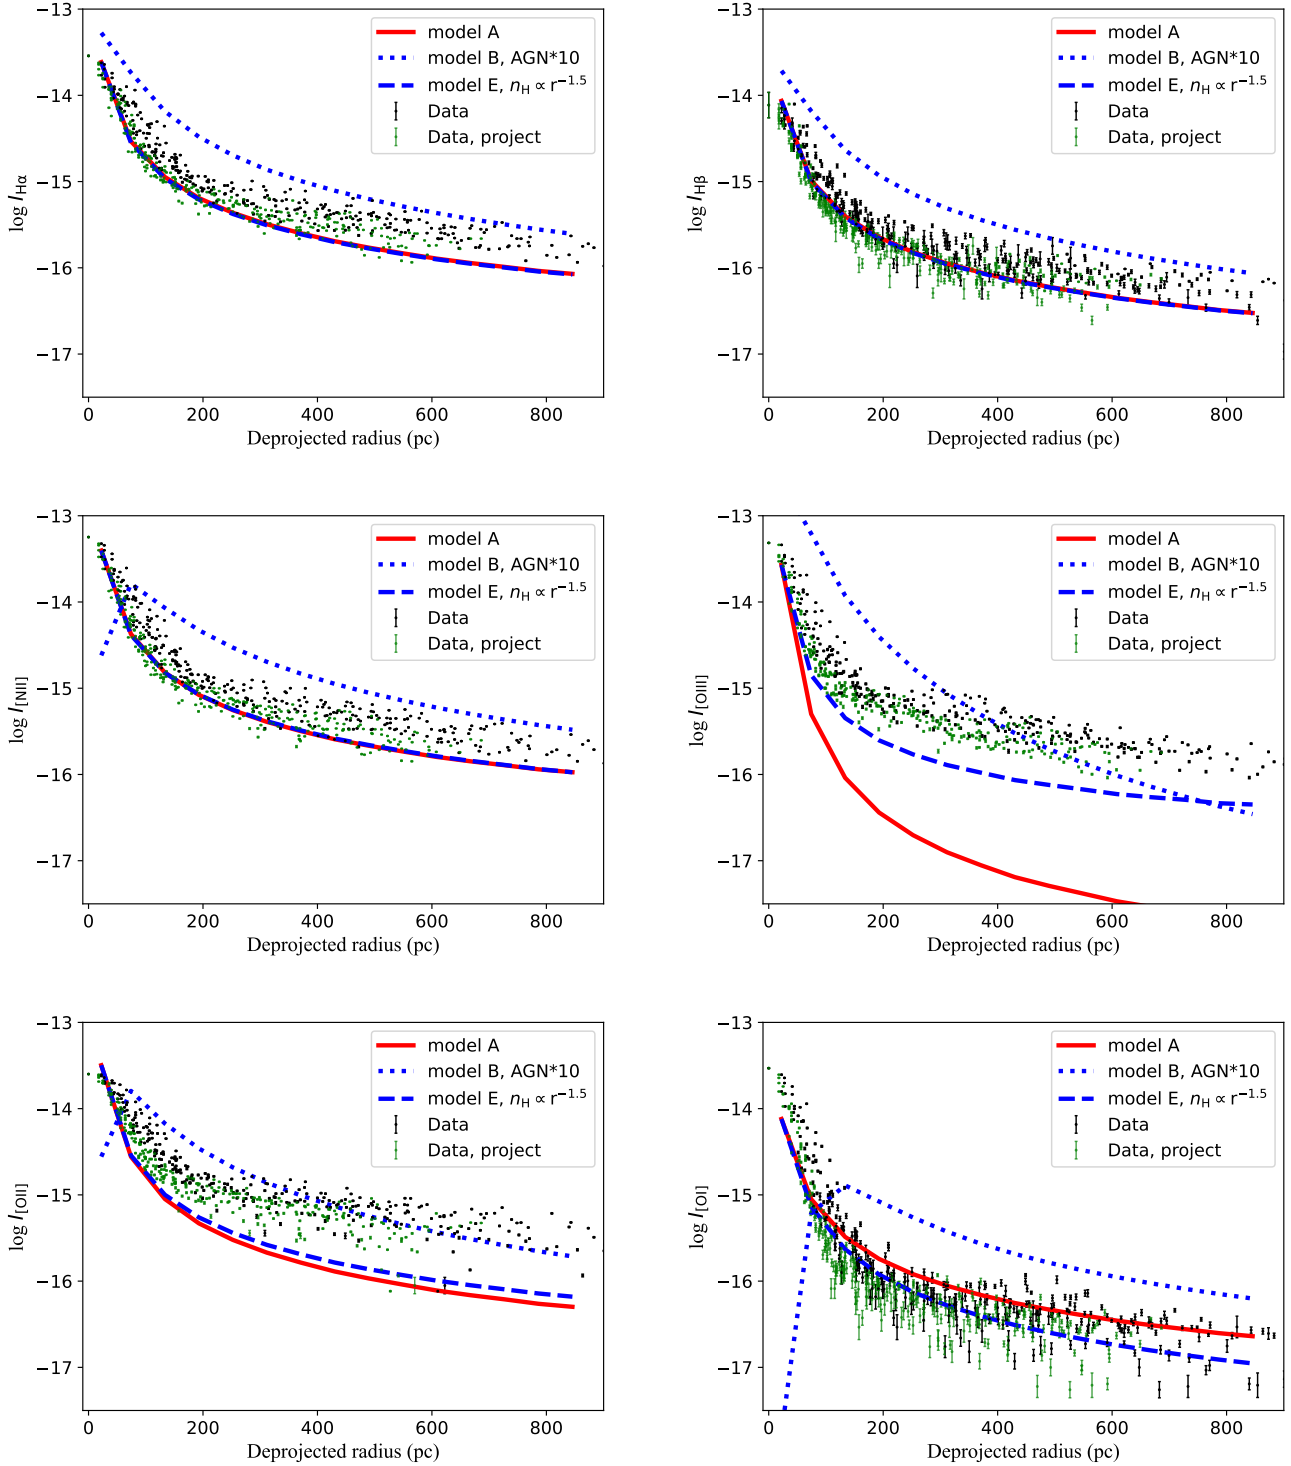 −13
−14
−15
−16
−17
0 200 400 600 800
Deprojected radius (pc)
log I_Hα
model A
model B, AGN*10
model E, n_H ∝ r^−1.5
Data
Data, project
−13
−14
−15
−16
−17
0 200 400 600 800
Deprojected radius (pc)
log I_Hβ
model A
model B, AGN*10
model E, n_H ∝ r^−1.5
Data
Data, project
−13
−14
−15
−16
−17
0 200 400 600 800
Deprojected radius (pc)
log I_[NII]
model A
model B, AGN*10
model E, n_H ∝ r^−1.5
Data
Data, project
−13
−14
−15
−16
−17
0 200 400 600 800
Deprojected radius (pc)
log I_[OIII]
model A
model B, AGN*10
model E, n_H ∝ r^−1.5
Data
Data, project
−13
−14
−15
−16
−17
0 200 400 600 800
Deprojected radius (pc)
log I_[OII]
model A
model B, AGN*10
model E, n_H ∝ r^−1.5
Data
Data, project
−13
−14
−15
−16
−17
0 200 400 600 800
Deprojected radius (pc)
log I_[OI]
model A
model B, AGN*10
model E, n_H ∝ r^−1.5
Data
Data, project